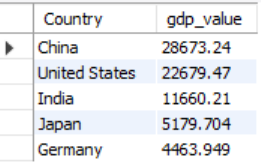 Country gdp_value
China 28673.24
United States 22679.47
India 11660.21
Japan 5179.704
Germany 4463.949